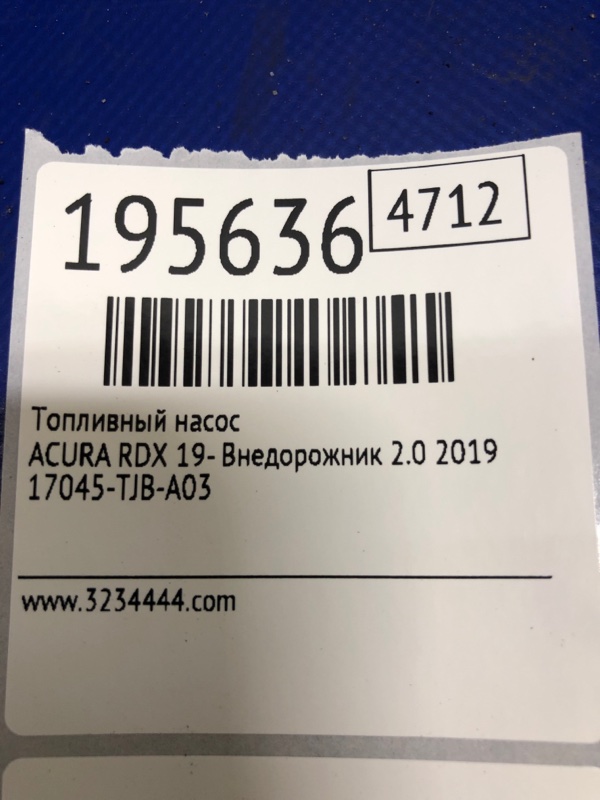 195636 4712
Топливный насос
ACURA RDX 19- Внедорожник 2.0 2019
17045-TJB-A03
www.3234444.com